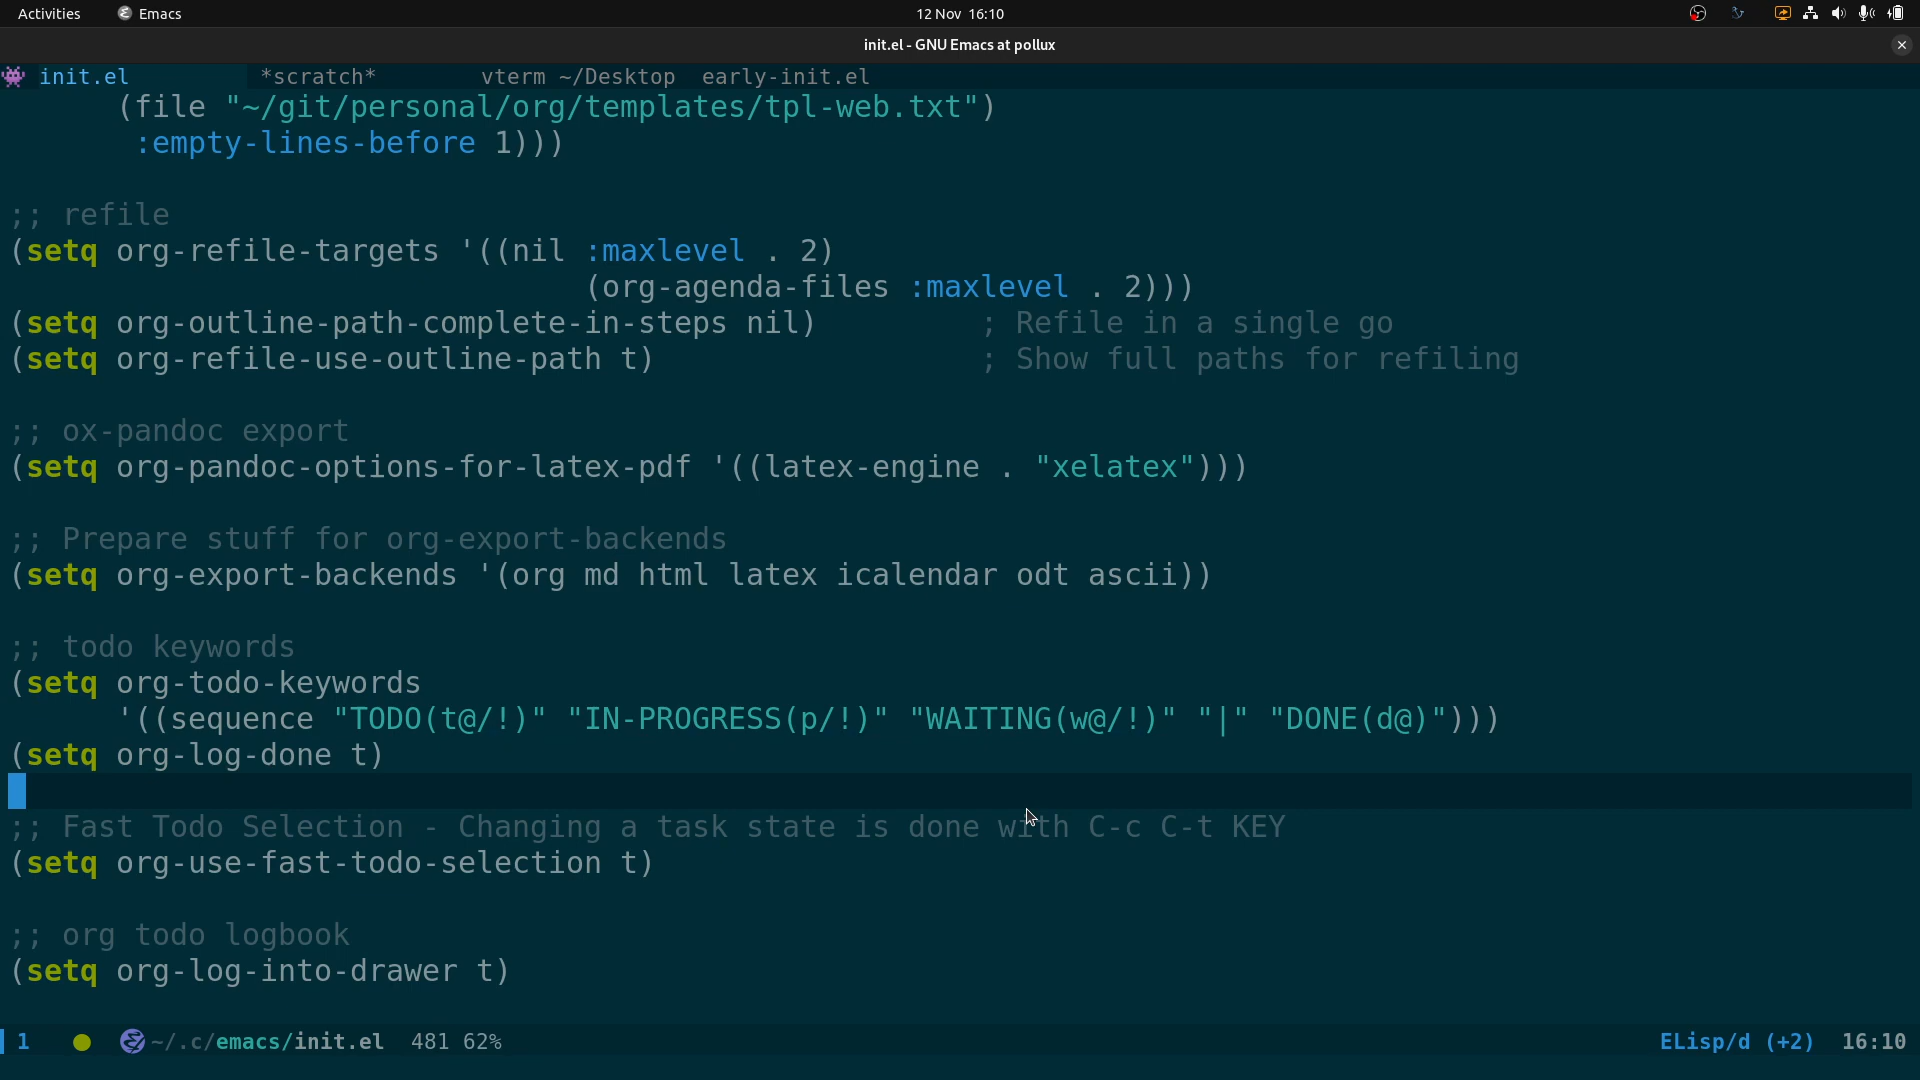 Activities Emacs 12 Nov 16:10
init.el - GNU Emacs at pollux
init.el *scratch* vterm ~/Desktop early-init.el
(file "~/git/personal/org/templates/tpl-web.txt")
:empty-lines-before 1)))
;; refile
(setq org-refile-targets '((nil :maxlevel . 2)
(org-agenda-files :maxlevel . 2)))
(setq org-outline-path-complete-in-steps nil) ; Refile in a single go
(setq org-refile-use-outline-path t) ; Show full paths for refiling
;; ox-pandoc export
(setq org-pandoc-options-for-latex-pdf '((latex-engine . "xelatex")))
;; Prepare stuff for org-export-backends
(setq org-export-backends '(org md html latex icalendar odt ascii))
;; todo keywords
(setq org-todo-keywords
'((sequence "TODO(t@/!)" "IN-PROGRESS(p/!)" "WAITING(w@/!)" "|" "DONE(d@)")))
(setq org-log-done t)
;; Fast Todo Selection - Changing a task state is done with C-c C-t KEY
(setq org-use-fast-todo-selection t)
;; org todo logbook
(setq org-log-into-drawer t)
1 ~/.c/emacs/init.el 481 62% ELisp/d (+2) 16:10